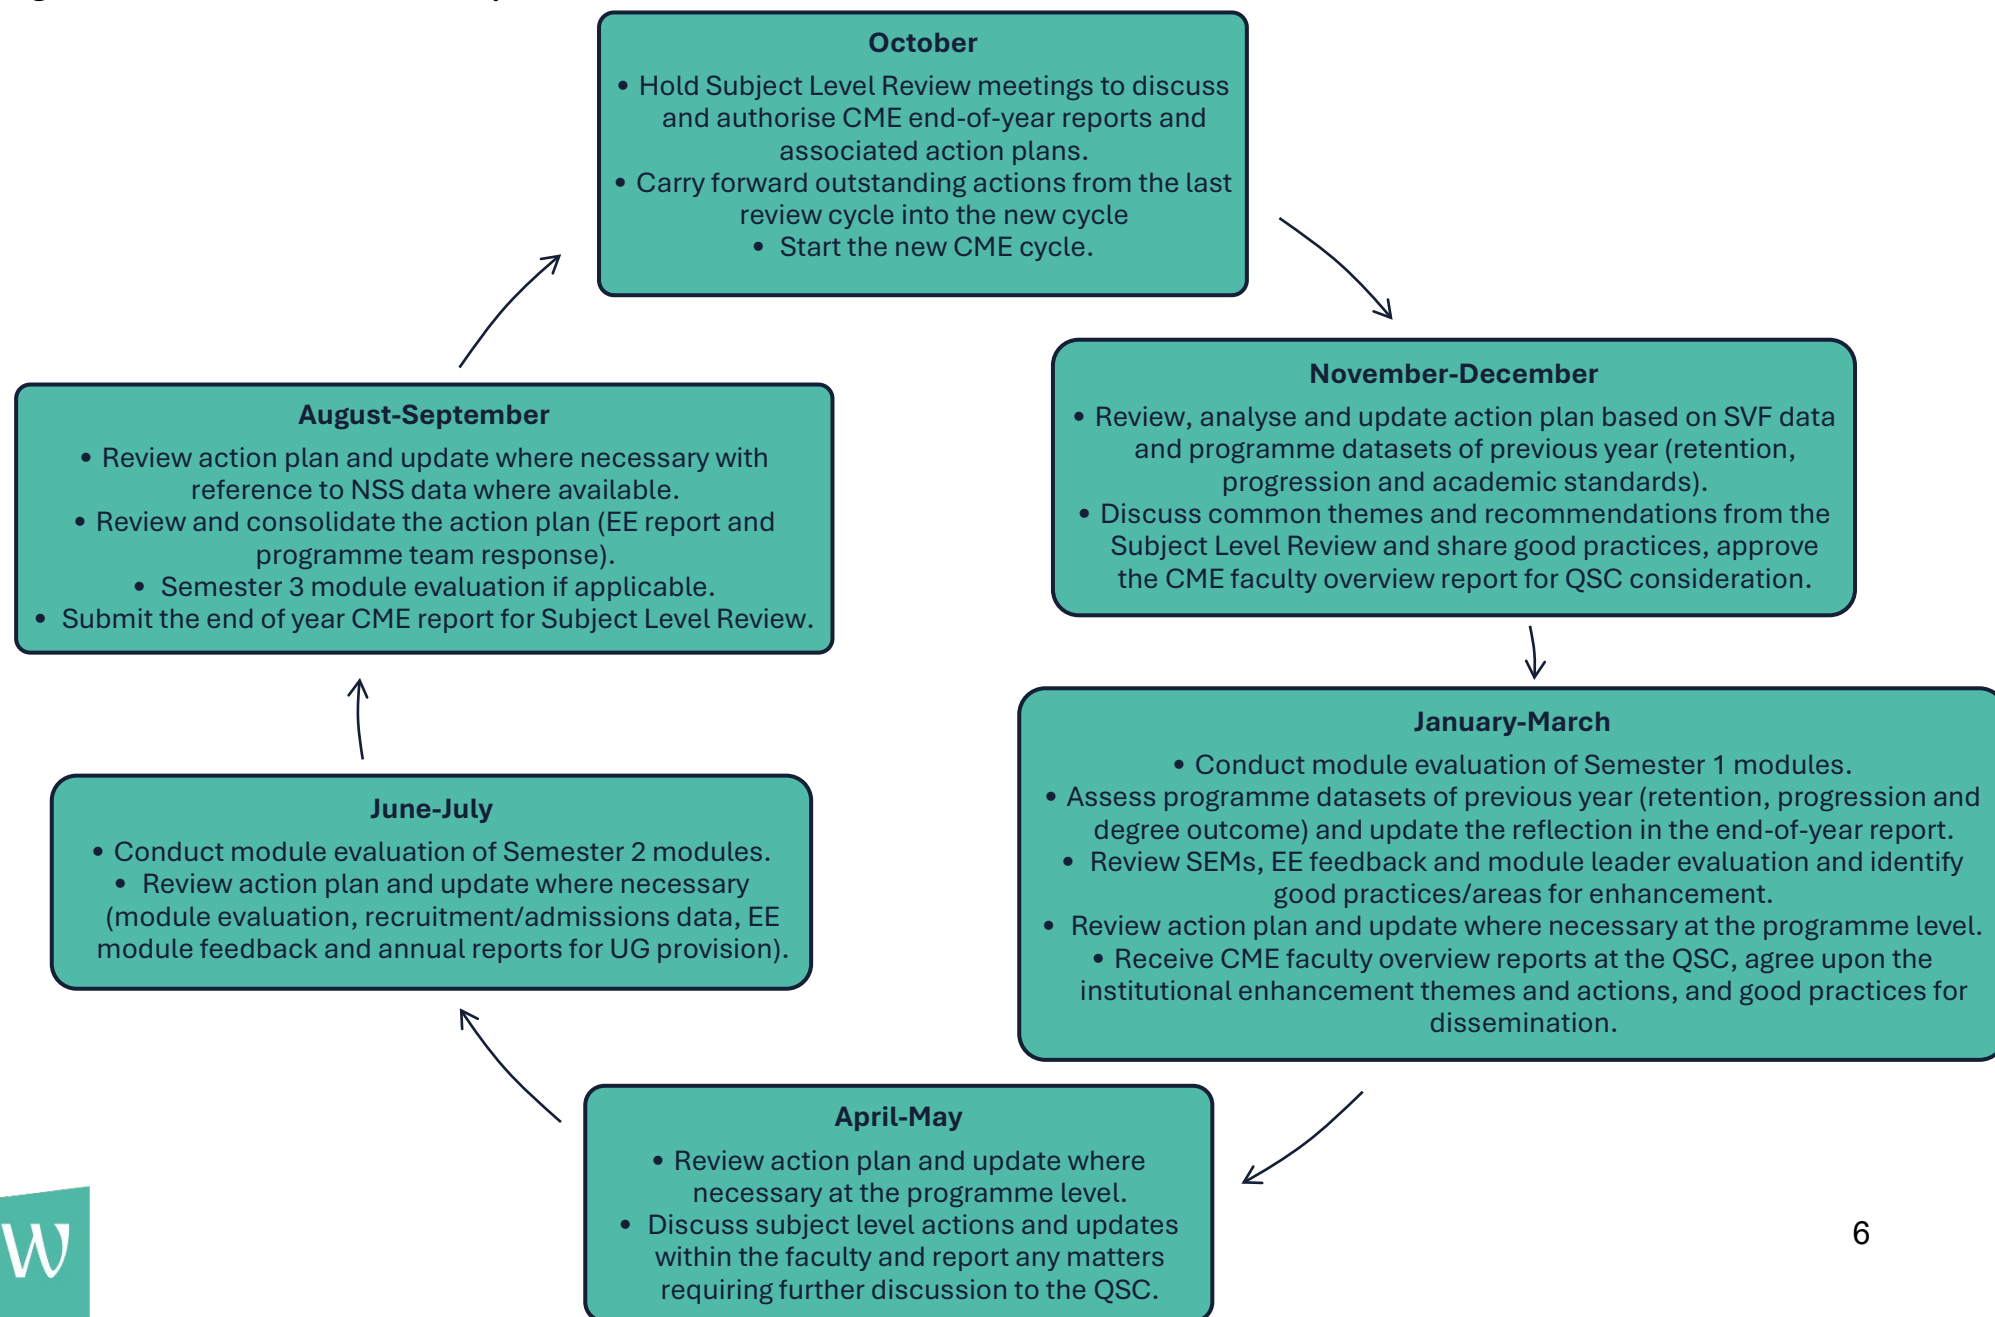 October
• Hold Subject Level Review meetings to discuss
and authorise CME end-of-year reports and
associated action plans.
• Carry forward outstanding actions from the last
review cycle into the new cycle
• Start the new CME cycle.
November-December
• Review, analyse and update action plan based on SVF data
and programme datasets of previous year (retention,
progression and academic standards).
• Discuss common themes and recommendations from the
Subject Level Review and share good practices, approve
the CME faculty overview report for QSC consideration.
January-March
• Conduct module evaluation of Semester 1 modules.
• Assess programme datasets of previous year (retention, progression and
degree outcome) and update the reflection in the end-of-year report.
• Review SEMs, EE feedback and module leader evaluation and identify
good practices/areas for enhancement.
• Review action plan and update where necessary at the programme level.
• Receive CME faculty overview reports at the QSC, agree upon the
institutional enhancement themes and actions, and good practices for
dissemination.
April-May
• Review action plan and update where
necessary at the programme level.
• Discuss subject level actions and updates
within the faculty and report any matters
requiring further discussion to the QSC.
June-July
• Conduct module evaluation of Semester 2 modules.
• Review action plan and update where necessary
(module evaluation, recruitment/admissions data, EE
module feedback and annual reports for UG provision).
August-September
• Review action plan and update where necessary with
reference to NSS data where available.
• Review and consolidate the action plan (EE report and
programme team response).
• Semester 3 module evaluation if applicable.
• Submit the end of year CME report for Subject Level Review.
W
6